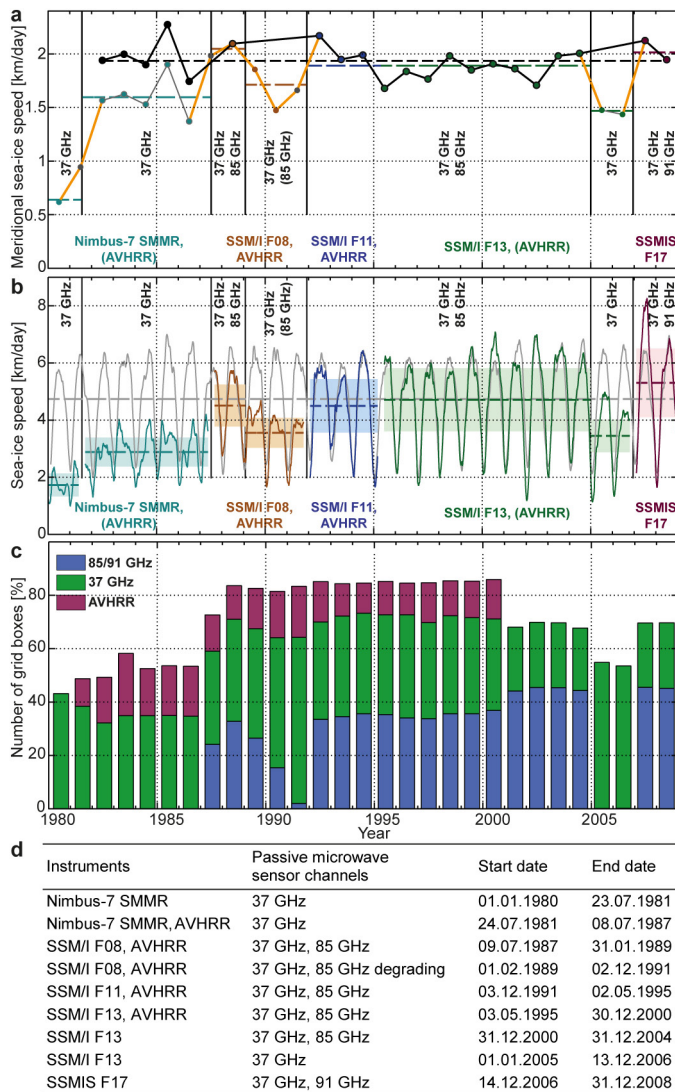 a
Meridional sea-ice speed [km/day]
2.5
2
1.5
1
0.5
0
37 GHz
37 GHz
37 GHz
85 GHz
37 GHz
(85 GHz)
37 GHz
85 GHz
37 GHz
37 GHz
91 GHz
Nimbus-7 SMMR,
(AVHRR)
SSM/I F08,
AVHRR
SSM/I F11,
AVHRR
SSM/I F13, (AVHRR)
SSMIS
F17
b
Sea-ice speed [km/day]
8
6
4
2
0
37 GHz
37 GHz
37 GHz
85 GHz
37 GHz
(85 GHz)
37 GHz
85 GHz
37 GHz
37 GHz
91 GHz
Nimbus-7 SMMR,
(AVHRR)
SSM/I F08,
AVHRR
SSM/I F11,
AVHRR
SSM/I F13, (AVHRR)
SSMIS
F17
c
Number of grid boxes [%]
80
60
40
20
0
85/91 GHz
37 GHz
AVHRR
1980 1985 1990 1995 2000 2005
Year
d
Instruments Passive microwave sensor channels Start date End date
Nimbus-7 SMMR 37 GHz 01.01.1980 23.07.1981
Nimbus-7 SMMR, AVHRR 37 GHz 24.07.1981 08.07.1987
SSM/I F08, AVHRR 37 GHz, 85 GHz 09.07.1987 31.01.1989
SSM/I F08, AVHRR 37 GHz, 85 GHz degrading 01.02.1989 02.12.1991
SSM/I F11, AVHRR 37 GHz, 85 GHz 03.12.1991 02.05.1995
SSM/I F13, AVHRR 37 GHz, 85 GHz 03.05.1995 30.12.2000
SSM/I F13 37 GHz, 85 GHz 31.12.2000 31.12.2004
SSM/I F13 37 GHz 01.01.2005 13.12.2006
SSMIS F17 37 GHz, 91 GHz 14.12.2006 31.12.2008